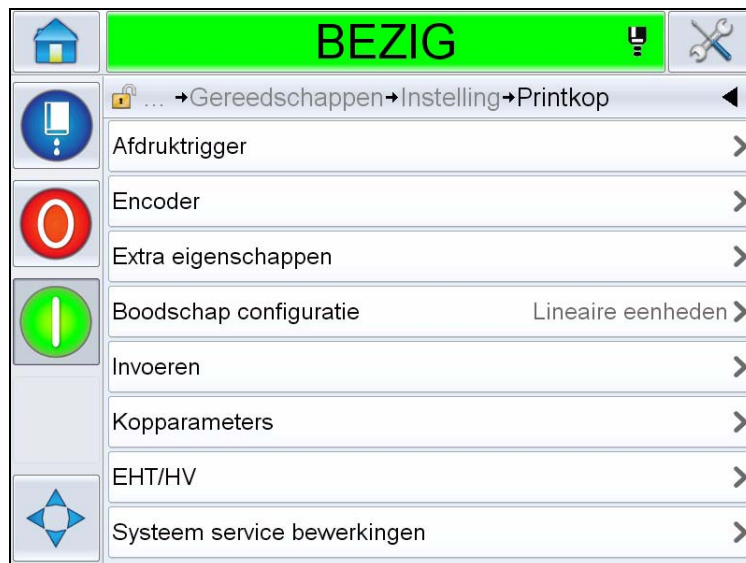 BEZIG
... →Gereedschappen→Instelling→Printkop
Afdruktrigger
Encoder
Extra eigenschappen
Boodschap configuratie Lineaire eenheden
Invoeren
Kopparameters
EHT/HV
Systeem service bewerkingen